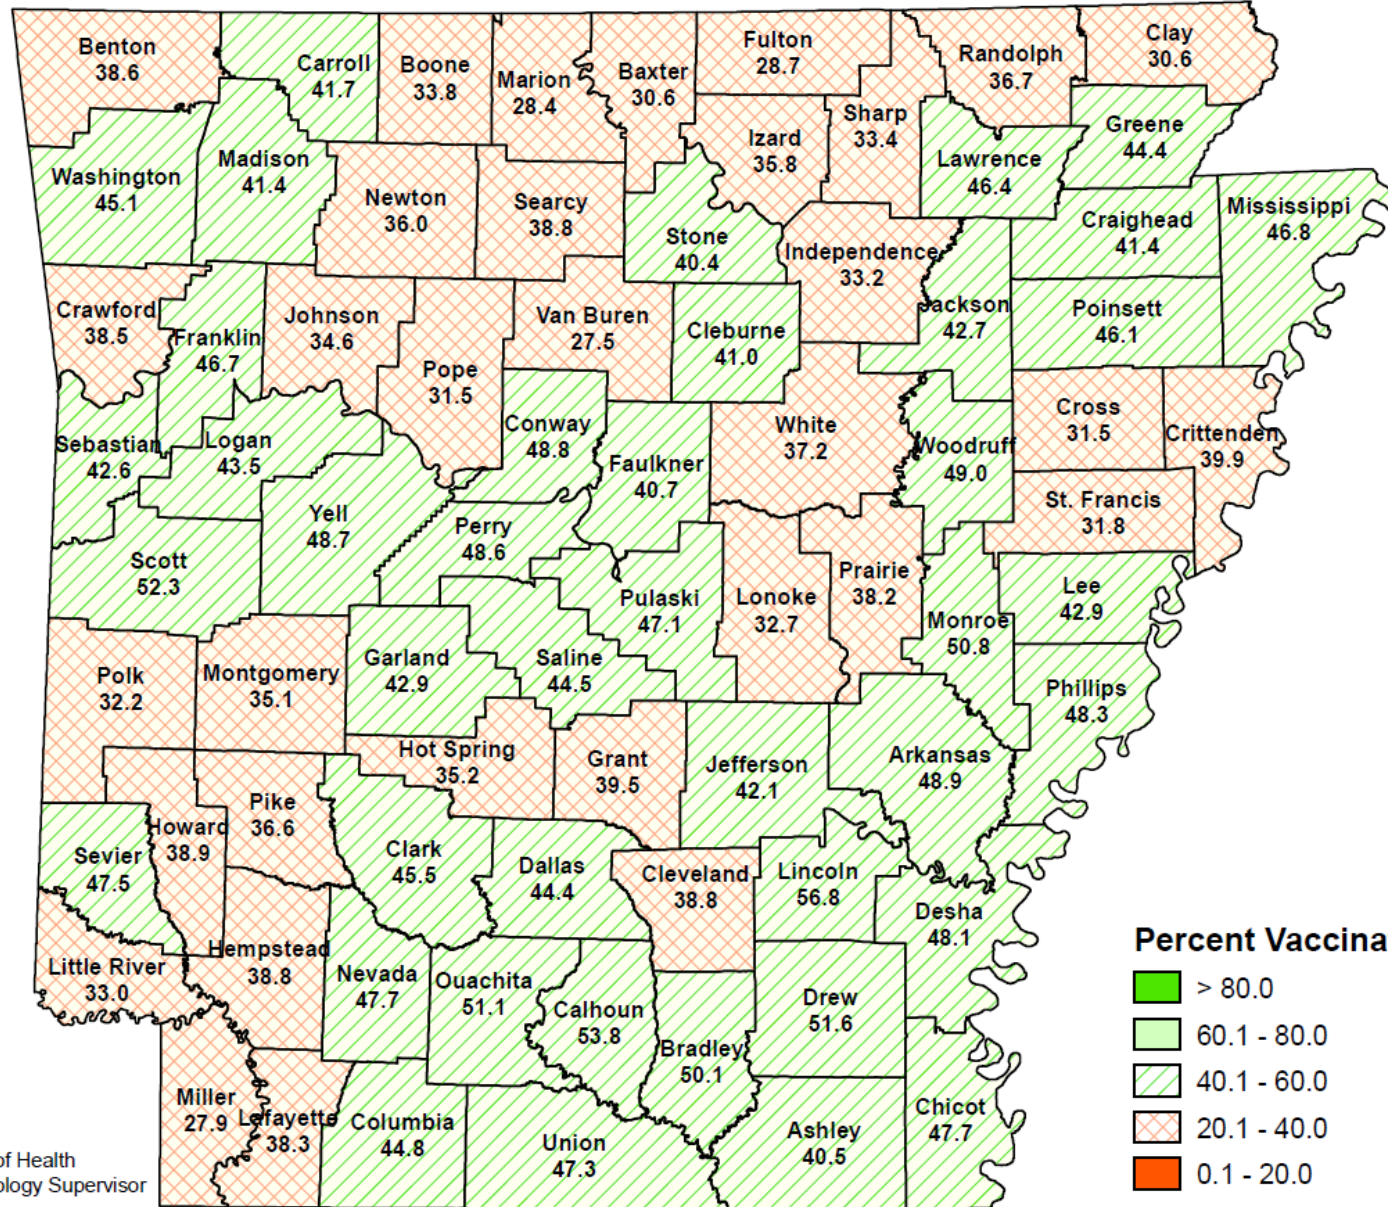 Benton
38.6
Carroll
41.7
Boone
33.8
Marion
28.4
Baxter
30.6
Fulton
28.7
Randolph
36.7
Clay
30.6
Izard
35.8
Sharp
33.4
Lawrence
46.4
Greene
44.4
Washington
45.1
Madison
41.4
Newton
36.0
Searcy
38.8
Stone
40.4
Independence
33.2
Craighead
41.4
Mississippi
46.8
Crawford
38.5
Franklin
46.7
Johnson
34.6
Pope
31.5
Van Buren
27.5
Cleburne
41.0
Jackson
42.7
Poinsett
46.1
Sebastian
42.6
Logan
43.5
Conway
48.8
Faulkner
40.7
White
37.2
Woodruff
49.0
Cross
31.5
Crittenden
39.9
St. Francis
31.8
Scott
52.3
Yell
48.7
Perry
48.6
Pulaski
47.1
Lonoke
32.7
Prairie
38.2
Monroe
50.8
Lee
42.9
Polk
32.2
Montgomery
35.1
Garland
42.9
Saline
44.5
Phillips
48.3
Hot Spring
35.2
Grant
39.5
Jefferson
42.1
Arkansas
48.9
Howard
38.9
Pike
36.6
Sevier
47.5
Clark
45.5
Dallas
44.4
Cleveland
38.8
Lincoln
56.8
Desha
48.1
Little River
33.0
Hempstead
38.8
Nevada
47.7
Ouachita
51.1
Calhoun
53.8
Bradley
50.1
Drew
51.6
Miller
27.9
Lafayette
38.3
Columbia
44.8
Union
47.3
Ashley
40.5
Chicot
47.7
Percent Vaccina
> 80.0
60.1 - 80.0
40.1 - 60.0
20.1 - 40.0
0.1 - 20.0
of Health
ology Supervisor